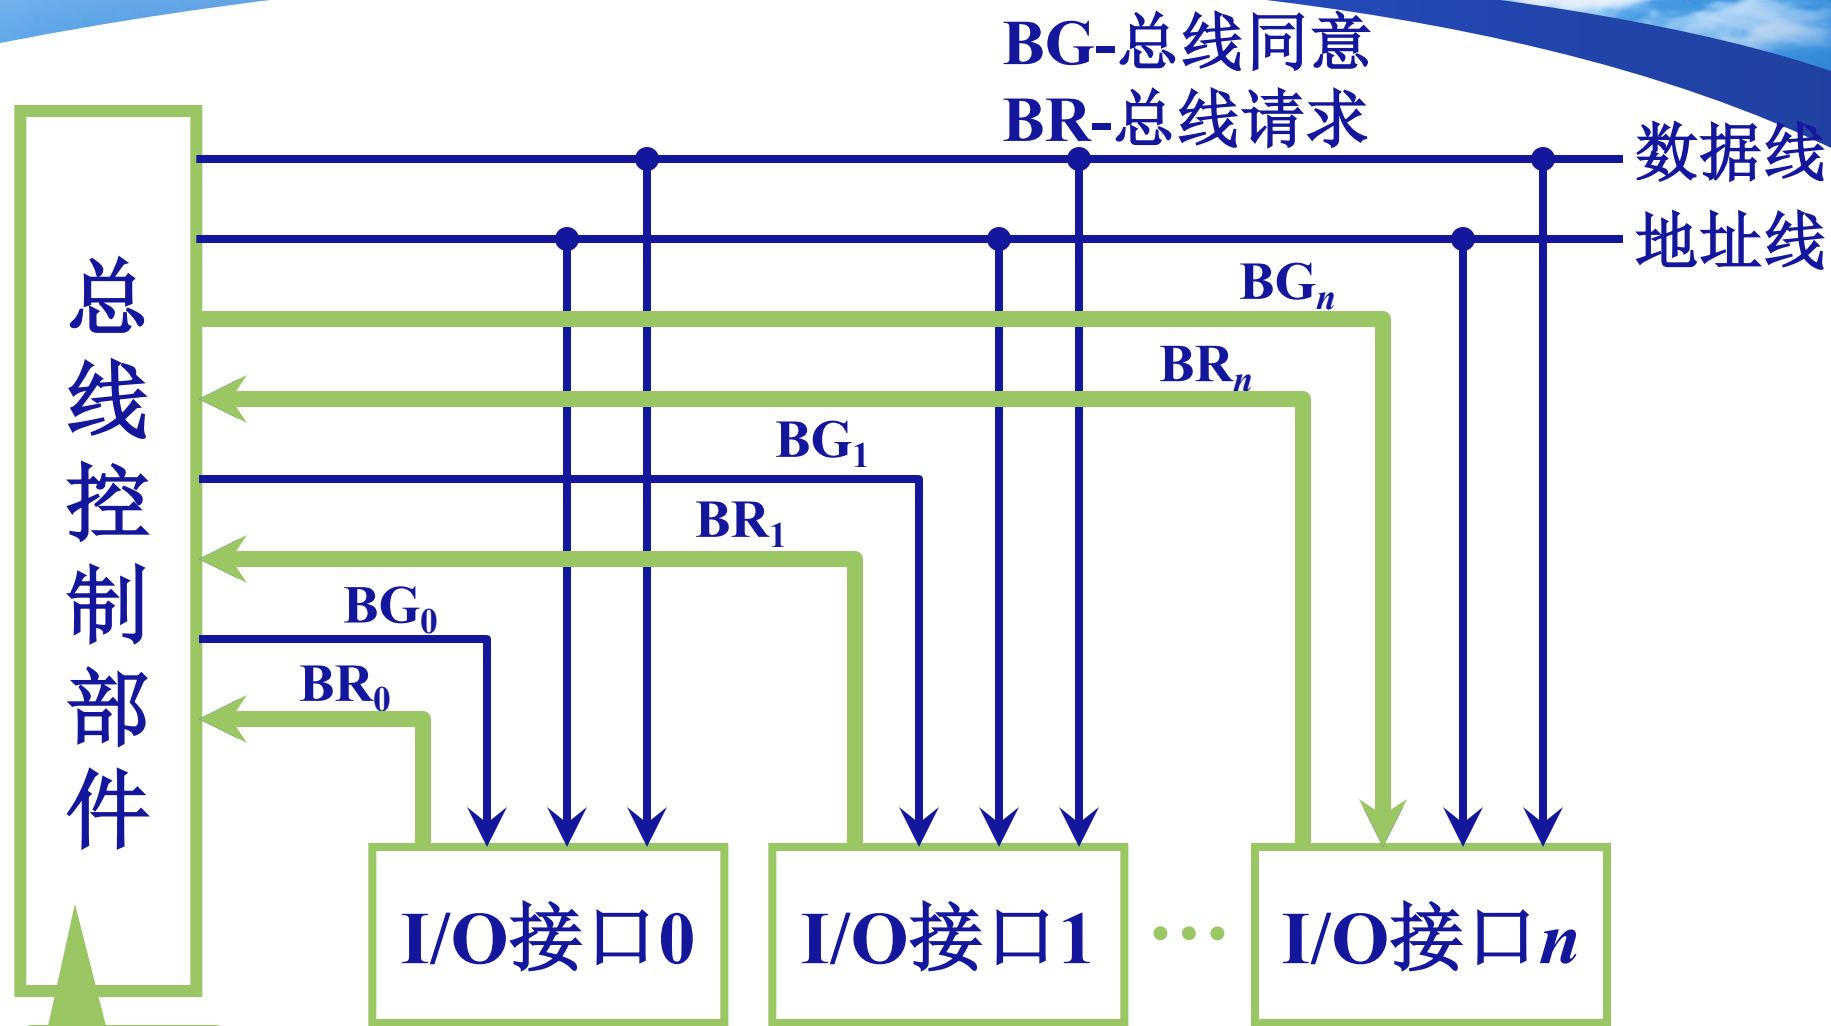 BG-总线同意
BR-总线请求
数据线
地址线
BGn
BRn
BG1
BR1
BG0
BR0
总线控制部件
I/O接口0
I/O接口1
···
I/O接口n